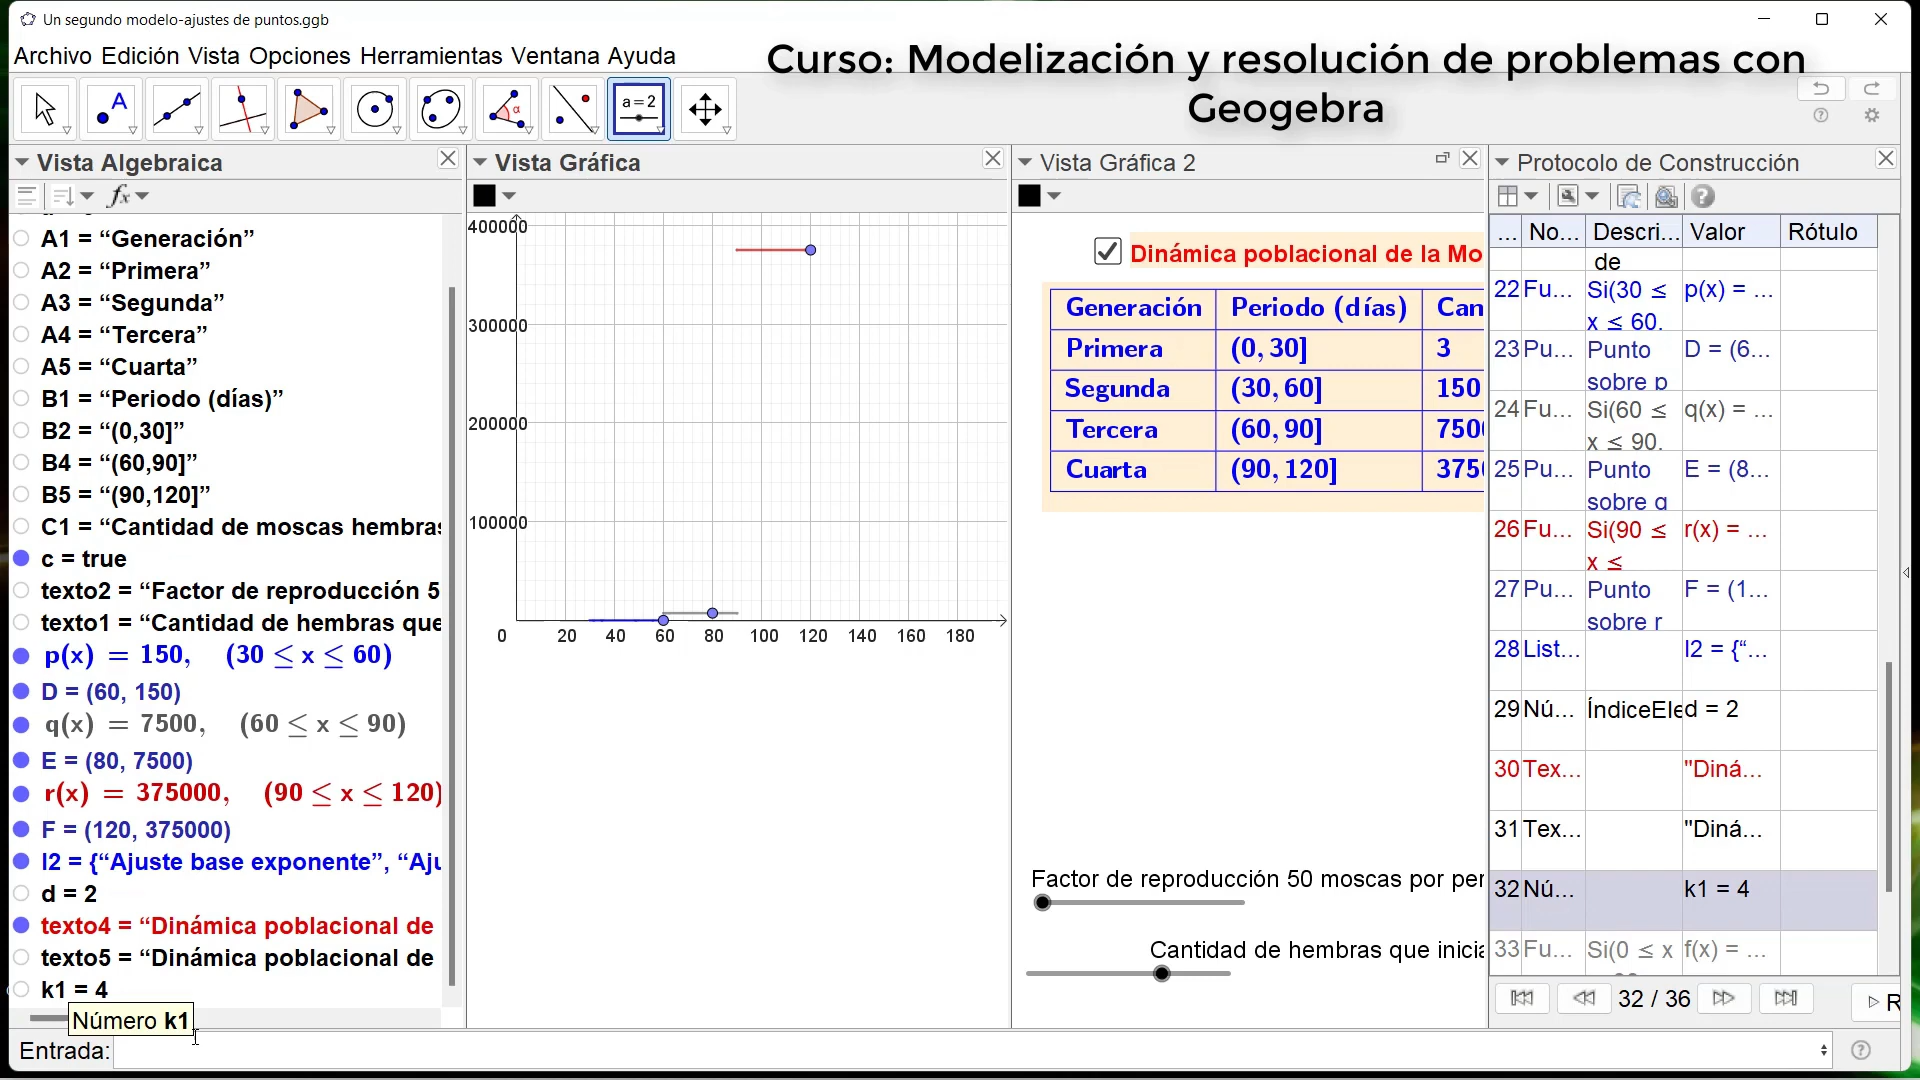 Un segundo modelo-ajustes de puntos.ggb
Archivo Edición Vista Opciones Herramientas Ventana Ayuda
Curso: Modelización y resolución de problemas con
Geogebra
A
α
a = 2
Vista Algebraica
Vista Gráfica
Vista Gráfica 2
Protocolo de Construcción
fx
A1 = “Generación”
A2 = “Primera”
A3 = “Segunda”
A4 = “Tercera”
A5 = “Cuarta”
B1 = “Periodo (días)”
B2 = “(0,30]”
B4 = “(60,90]”
B5 = “(90,120]”
C1 = “Cantidad de moscas hembras
c = true
texto2 = “Factor de reproducción 5
texto1 = “Cantidad de hembras que
p(x) = 150, (30 ≤ x ≤ 60)
D = (60, 150)
q(x) = 7500, (60 ≤ x ≤ 90)
E = (80, 7500)
r(x) = 375000, (90 ≤ x ≤ 120)
F = (120, 375000)
l2 = {“Ajuste base exponente”, “Aju
d = 2
texto4 = “Dinámica poblacional de
texto5 = “Dinámica poblacional de
k1 = 4
Número k1
Entrada:
400000
300000
200000
100000
0 20 40 60 80 100 120 140 160 180
Dinámica poblacional de la Mo
Generación Periodo (días) Can
Primera (0, 30] 3
Segunda (30, 60] 150
Tercera (60, 90] 7500
Cuarta (90, 120] 3750
Factor de reproducción 50 moscas por per
Cantidad de hembras que inicia
... No... Descri... Valor Rótulo
de
22 Fu... Si(30 ≤ x ≤ 60. p(x) = ...
23 Pu... Punto sobre p D = (6...
24 Fu... Si(60 ≤ x ≤ 90. q(x) = ...
25 Pu... Punto sobre q E = (8...
26 Fu... Si(90 ≤ x ≤ r(x) = ...
27 Pu... Punto sobre r F = (1...
28 List... l2 = {“...
29 Nú... ÍndiceEle d = 2
30 Tex... "Diná...
31 Tex... "Diná...
32 Nú... k1 = 4
33 Fu... Si(0 ≤ x f(x) = ...
32 / 36
R